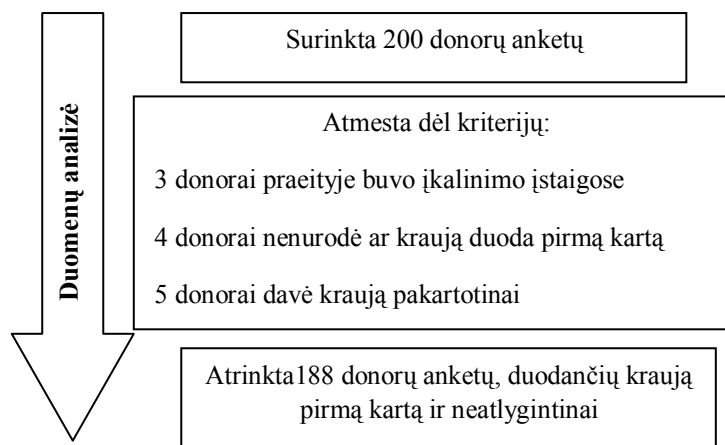 Surinkta 200 donorų anketų
Duomenų analizė
Atmesta dėl kriterijų:
3 donorai praeityje buvo įkalinimo įstaigose
4 donorai nenurodė ar kraują duoda pirmą kartą
5 donorai davė kraują pakartotinai
Atrinkta188 donorų anketų, duodančių kraują
pirmą kartą ir neatlygintinai